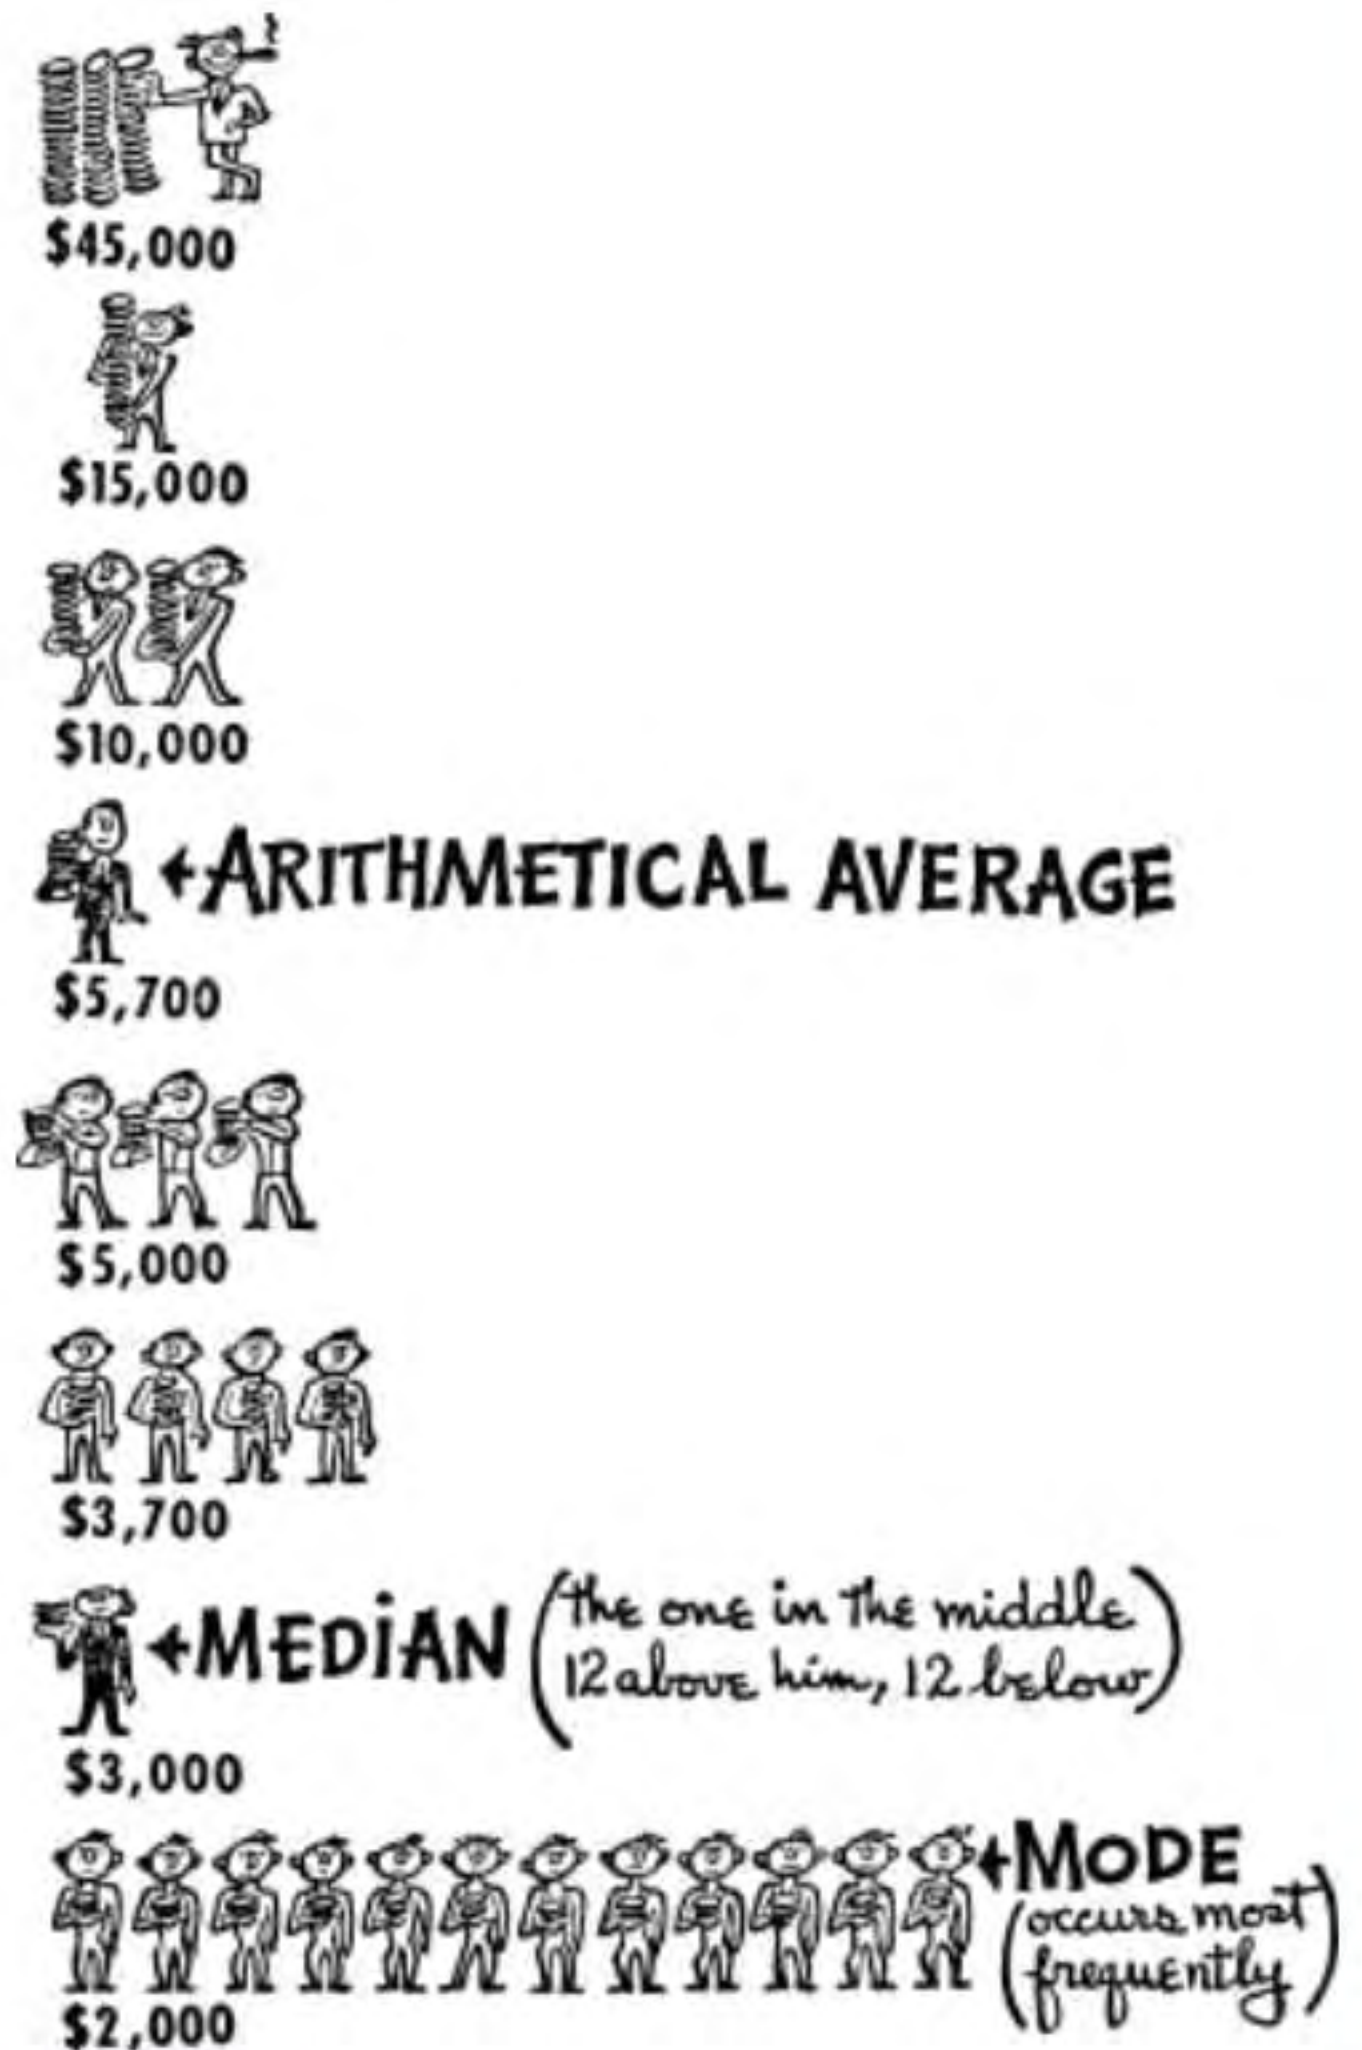 $45,000
$15,000
$10,000
←ARITHMETICAL AVERAGE
$5,700
$5,000
$3,700
←MEDIAN (the one in the middle
12 above him, 12 below)
$3,000
←MODE
(occurs most
frequently)
$2,000